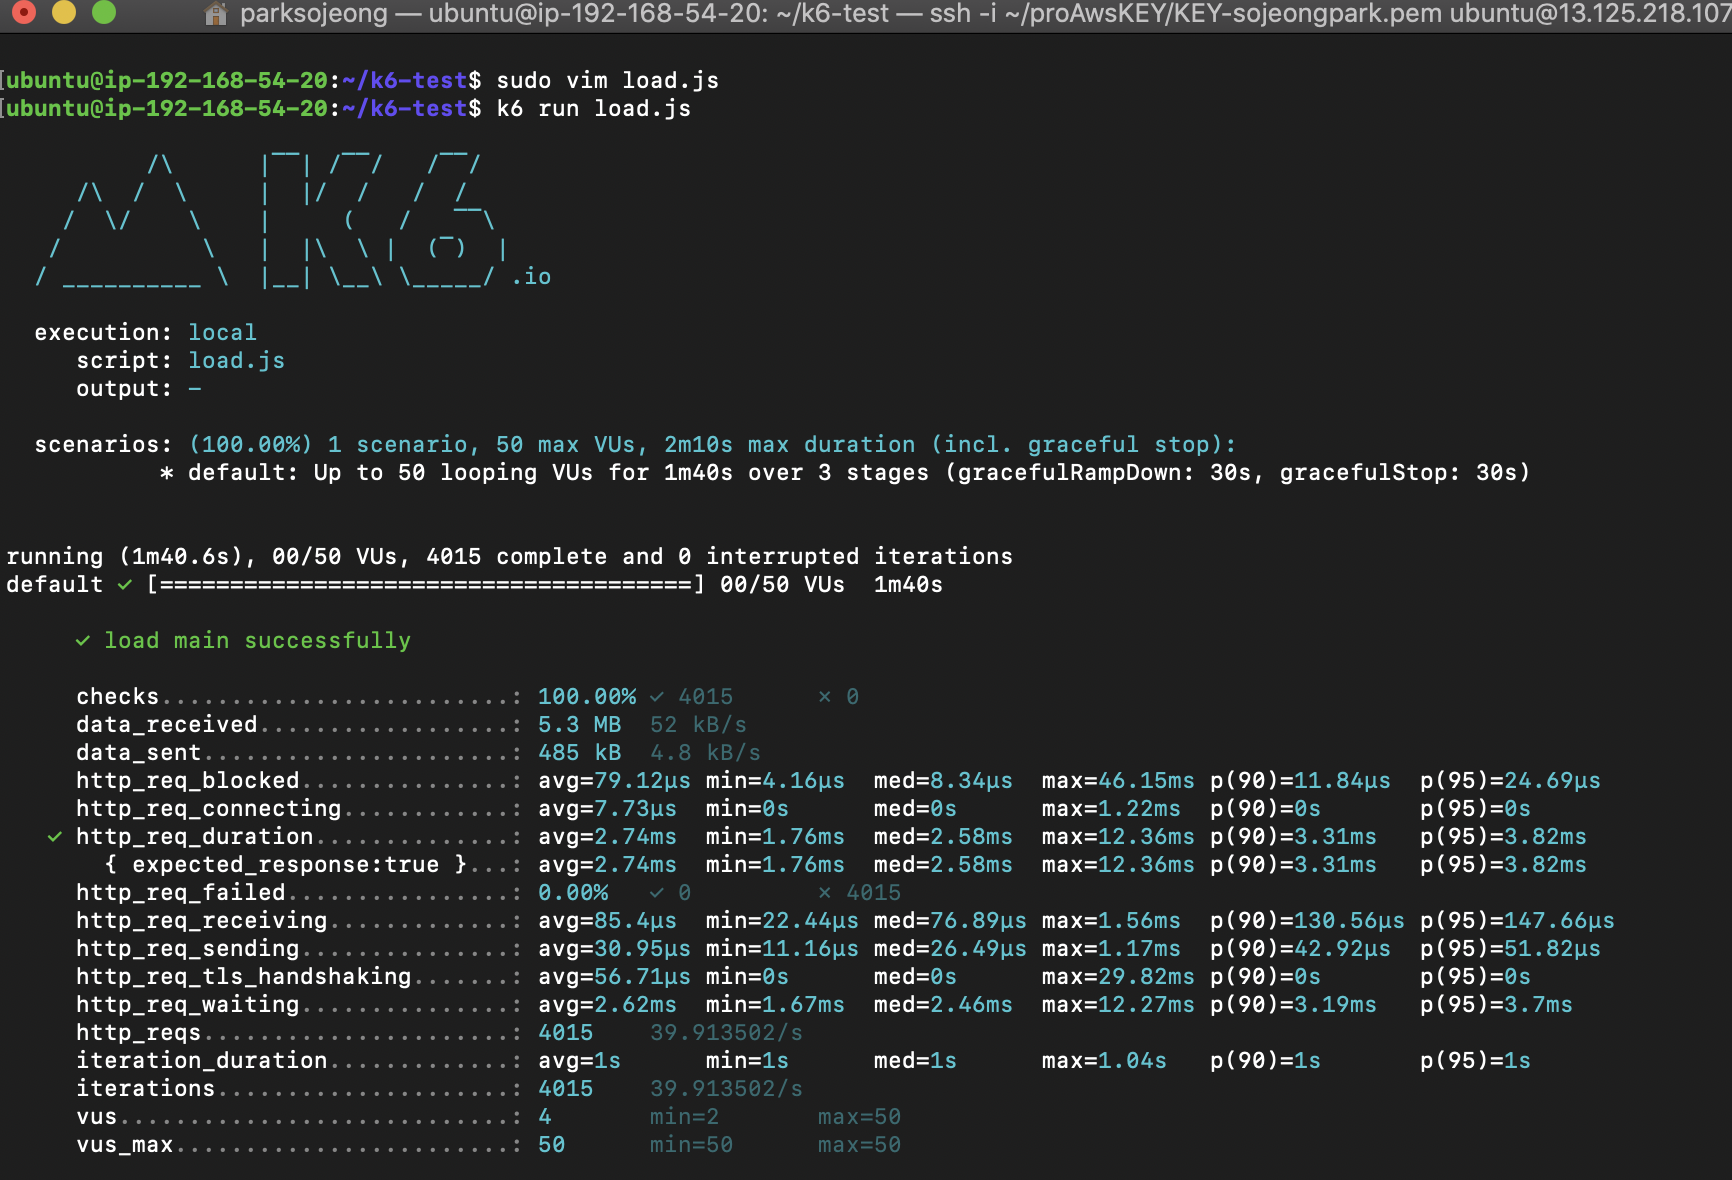 parksojeong — ubuntu@ip-192-168-54-20: ~/k6-test — ssh -i ~/proAwsKEY/KEY-sojeongpark.pem ubuntu@13.125.218.107
[ubuntu@ip-192-168-54-20:~/k6-test$ sudo vim load.js
[ubuntu@ip-192-168-54-20:~/k6-test$ k6 run load.js
K6 .io
execution: local
script: load.js
output: -
scenarios: (100.00%) 1 scenario, 50 max VUs, 2m10s max duration (incl. graceful stop):
* default: Up to 50 looping VUs for 1m40s over 3 stages (gracefulRampDown: 30s, gracefulStop: 30s)
running (1m40.6s), 00/50 VUs, 4015 complete and 0 interrupted iterations
default ✓ [======================================] 00/50 VUs  1m40s
✓ load main successfully
checks.........................: 100.00% ✓ 4015      ✗ 0
data_received..................: 5.3 MB  52 kB/s
data_sent......................: 485 kB  4.8 kB/s
http_req_blocked...............: avg=79.12µs min=4.16µs  med=8.34µs  max=46.15ms p(90)=11.84µs  p(95)=24.69µs
http_req_connecting............: avg=7.73µs  min=0s      med=0s      max=1.22ms  p(90)=0s       p(95)=0s
✓ http_req_duration..............: avg=2.74ms  min=1.76ms  med=2.58ms  max=12.36ms p(90)=3.31ms   p(95)=3.82ms
{ expected_response:true }...: avg=2.74ms  min=1.76ms  med=2.58ms  max=12.36ms p(90)=3.31ms   p(95)=3.82ms
http_req_failed................: 0.00%   ✓ 0         ✗ 4015
http_req_receiving.............: avg=85.4µs  min=22.44µs med=76.89µs max=1.56ms  p(90)=130.56µs p(95)=147.66µs
http_req_sending...............: avg=30.95µs min=11.16µs med=26.49µs max=1.17ms  p(90)=42.92µs  p(95)=51.82µs
http_req_tls_handshaking.......: avg=56.71µs min=0s      med=0s      max=29.82ms p(90)=0s       p(95)=0s
http_req_waiting...............: avg=2.62ms  min=1.67ms  med=2.46ms  max=12.27ms p(90)=3.19ms   p(95)=3.7ms
http_reqs......................: 4015    39.913502/s
iteration_duration.............: avg=1s      min=1s      med=1s      max=1.04s   p(90)=1s       p(95)=1s
iterations.....................: 4015    39.913502/s
vus............................: 4       min=2       max=50
vus_max........................: 50      min=50      max=50